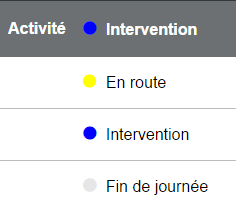 Activité Intervention
En route
Intervention
Fin de journée